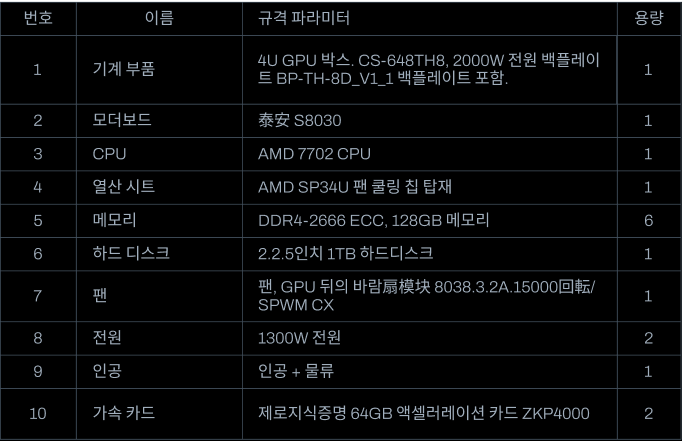 번호 이름 규격 파라미터 용량
1 기계 부품 4U GPU 박스. CS-648TH8, 2000W 전원 백플레이
트 BP-TH-8D_V1_1 백플레이트 포함. 1
2 모더보드 泰安 S8030 1
3 CPU AMD 7702 CPU 1
4 열산 시트 AMD SP34U 팬 쿨링 칩 탑재 1
5 메모리 DDR4-2666 ECC, 128GB 메모리 6
6 하드 디스크 2.2.5인치 1TB 하드디스크 1
7 팬 팬, GPU 뒤의 바람扇模块 8038.3.2A.15000回転/
SPWM CX 1
8 전원 1300W 전원 2
9 인공 인공 + 물류 1
10 가속 카드 제로지식증명 64GB 액셀러레이션 카드 ZKP4000 2